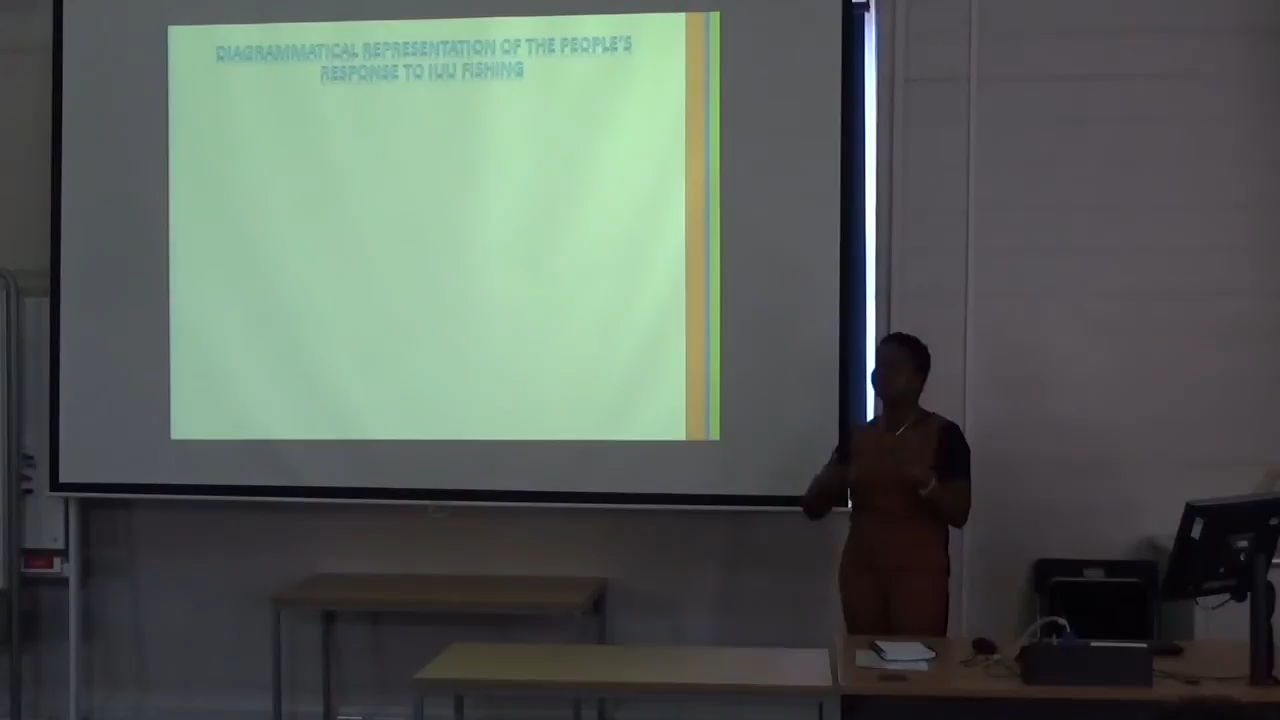 DIAGRAMMATICAL REPRESENTATION OF THE PEOPLE'S
RESPONSE TO IUU FISHING